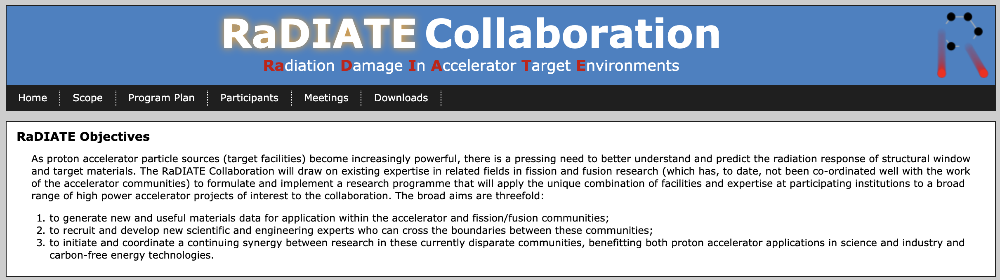 RaDIATE Collaboration
Radiation Damage In Accelerator Target Environments
Home
Scope
Program Plan
Participants
Meetings
Downloads
RaDIATE Objectives
As proton accelerator particle sources (target facilities) become increasingly powerful, there is a pressing need to better understand and predict the radiation response of structural window
and target materials. The RaDIATE Collaboration will draw on existing expertise in related fields in fission and fusion research (which has, to date, not been co-ordinated well with the work
of the accelerator communities) to formulate and implement a research programme that will apply the unique combination of facilities and expertise at participating institutions to a broad
range of high power accelerator projects of interest to the collaboration. The broad aims are threefold:
1. to generate new and useful materials data for application within the accelerator and fission/fusion communities;
2. to recruit and develop new scientific and engineering experts who can cross the boundaries between these communities;
3. to initiate and coordinate a continuing synergy between research in these currently disparate communities, benefitting both proton accelerator applications in science and industry and
carbon-free energy technologies.